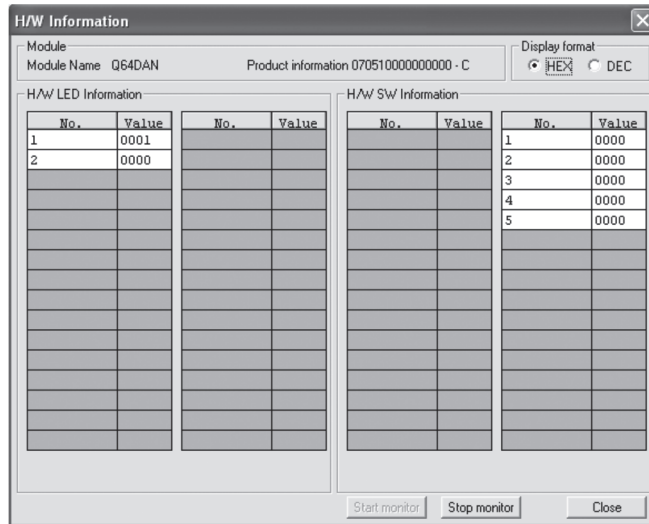 H/W Information
Module
Module Name Q64DAN
Product information 070510000000000 - C
Display format
HEX DEC
H/W LED Information
No. Value No. Value
1 0001
2 0000
H/W SW Information
No. Value No. Value
1 0000
2 0000
3 0000
4 0000
5 0000
Start monitor Stop monitor Close